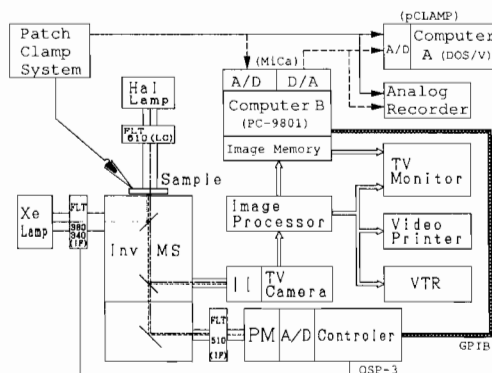 (pCLAMP)
Patch
Clamp
System
A/D
Computer
A (DOS/V)
(MiCa)
A/D D/A
Hal
Lamp
Analog
Recorder
Computer B
(PC-9801)
FLT
610(LC)
Image Memory
Sample
TV
Monitor
Xe
Lamp
FLT
380
340
(IF)
Image
Processor
Inv MS
Video
Printer
II
TV
Camera
VTR
FLT
510
(IF)
PM A/D Controler
GPIB
OSP-3